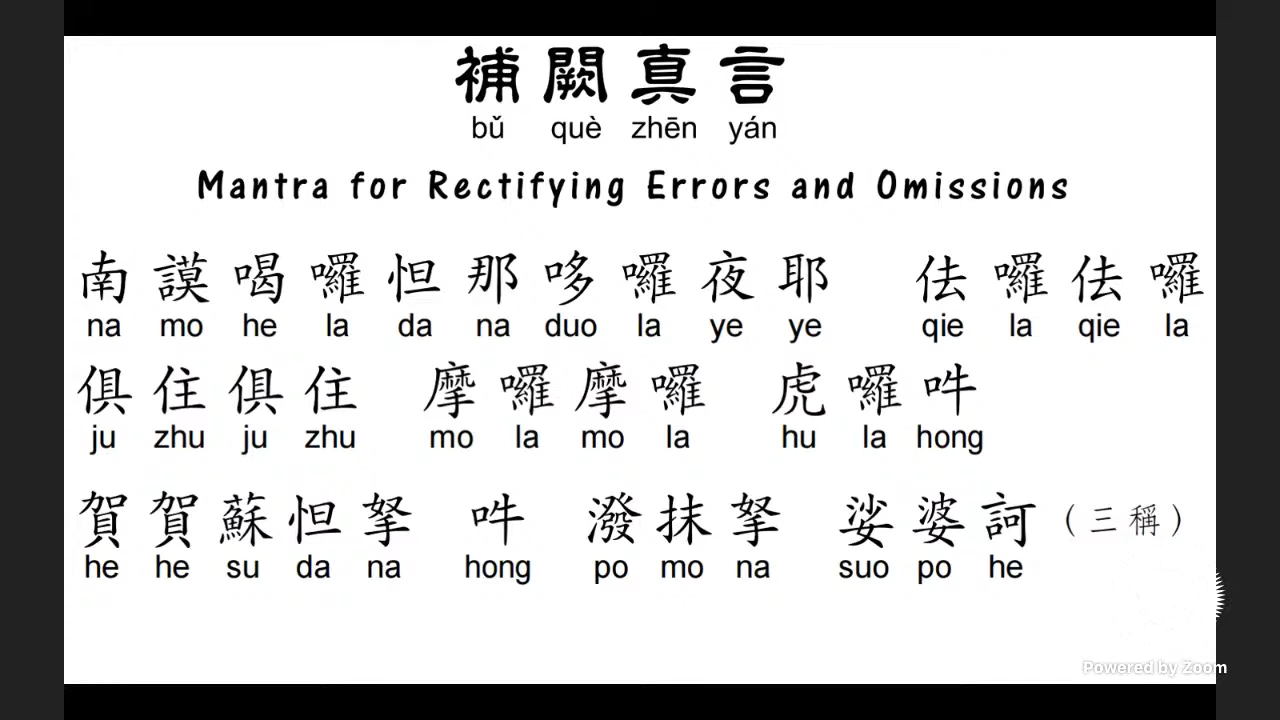 補闕真言
bǔ què zhēn yán
Mantra for Rectifying Errors and Omissions
南謨喝囉怛那哆囉夜耶 佉囉佉囉
na mo he la da na duo la ye ye qie la qie la
俱住俱住 摩囉摩囉 虎囉吽
ju zhu ju zhu mo la mo la hu la hong
賀賀蘇怛拏 吽 潑抹拏 娑婆訶（三稱）
he he su da na hong po mo na suo po he
Powered by Zoom